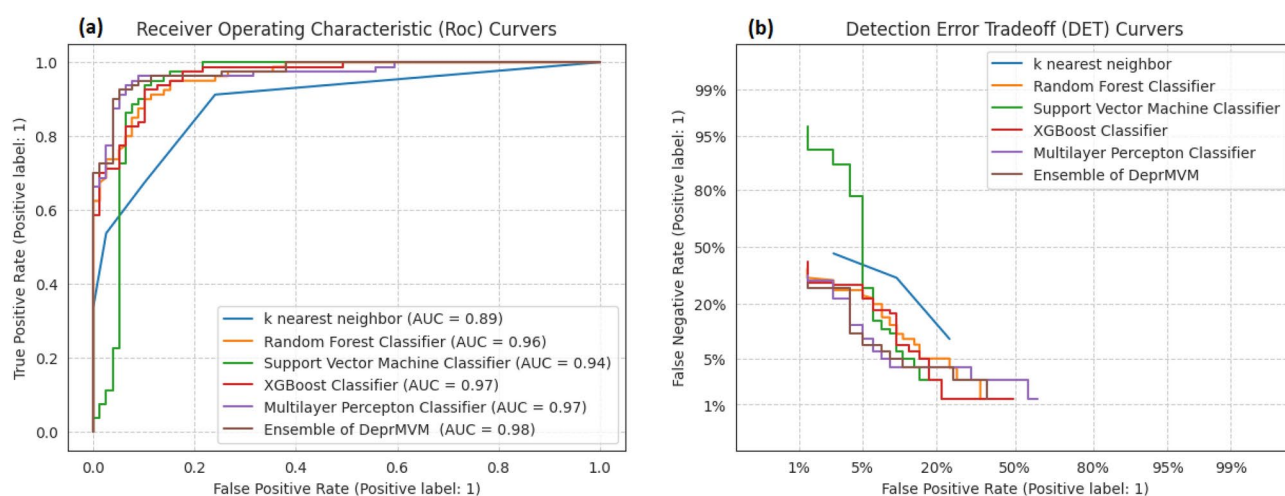 (a)
Receiver Operating Characteristic (Roc) Curvers
True Positive Rate (Positive label: 1)
1.0
0.8
0.6
0.4
0.2
0.0
k nearest neighbor (AUC = 0.89)
Random Forest Classifier (AUC = 0.96)
Support Vector Machine Classifier (AUC = 0.94)
XGBoost Classifier (AUC = 0.97)
Multilayer Percepton Classifier (AUC = 0.97)
Ensemble of DeprMVM (AUC = 0.98)
0.0 0.2 0.4 0.6 0.8 1.0
False Positive Rate (Positive label: 1)
(b)
Detection Error Tradeoff (DET) Curvers
False Negative Rate (Positive label: 1)
99%
95%
80%
50%
20%
5%
1%
k nearest neighbor
Random Forest Classifier
Support Vector Machine Classifier
XGBoost Classifier
Multilayer Percepton Classifier
Ensemble of DeprMVM
1% 5% 20% 50% 80% 95% 99%
False Positive Rate (Positive label: 1)